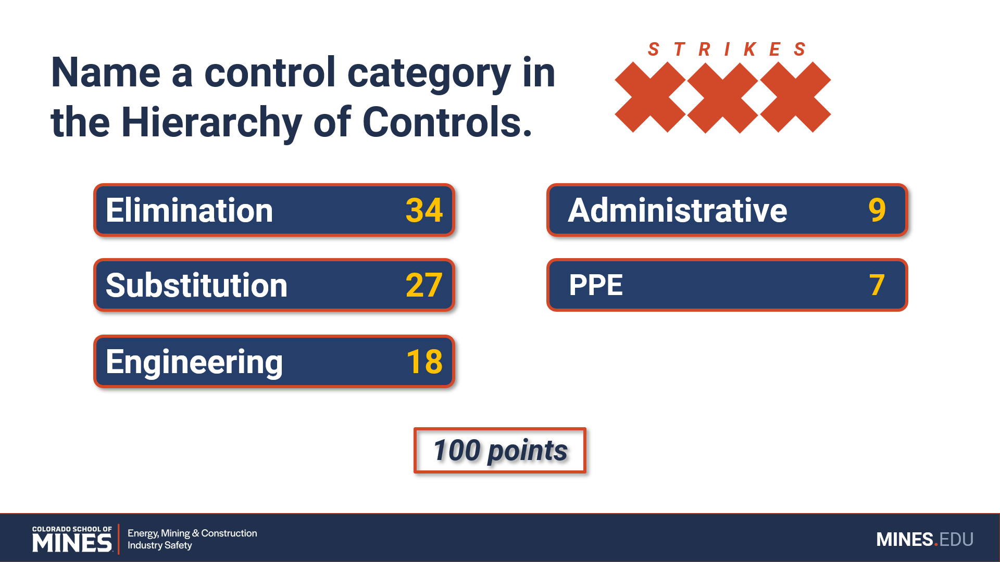 Name a control category in
the Hierarchy of Controls.
STRIKES
Elimination 34
Substitution 27
Engineering 18
Administrative 9
PPE 7
100 points
COLORADO SCHOOL OF
MINES
Energy, Mining & Construction
Industry Safety
MINES.EDU